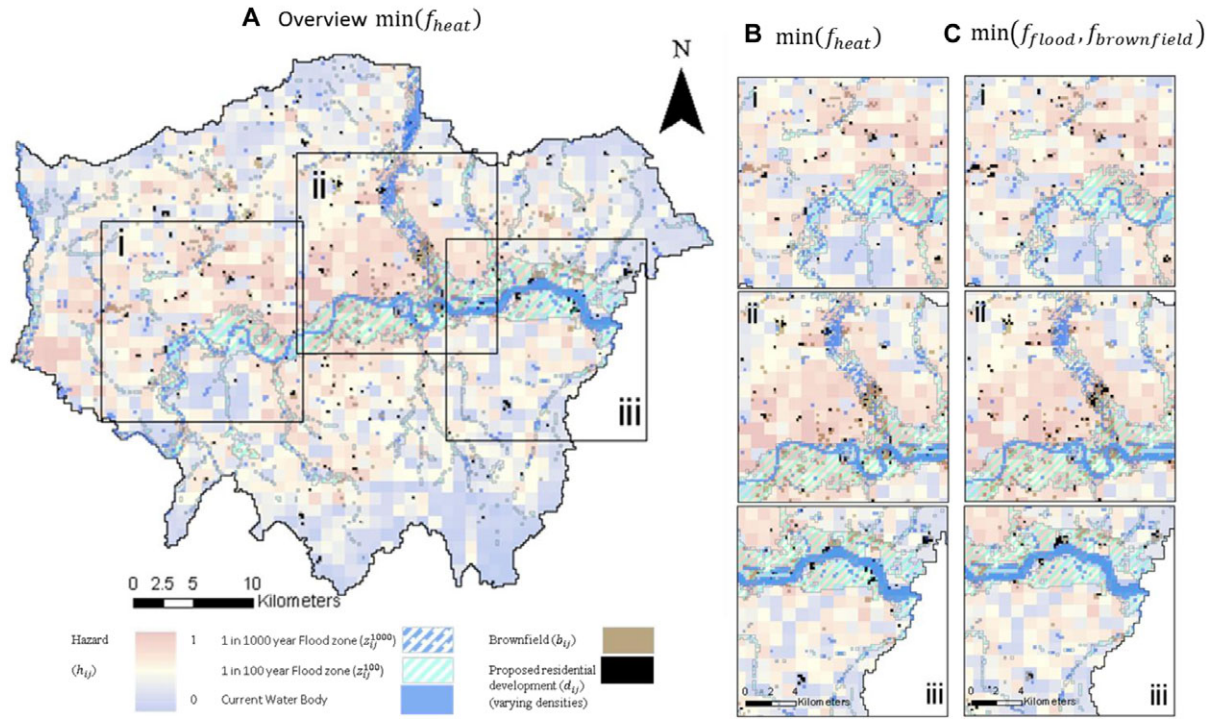 A Overview min(f_heat)
N
i
ii
iii
0 2.5 5 10
Kilometers
Hazard
(h_ij)
1
0
1 in 1000 year Flood zone (z_ij^1000)
1 in 100 year Flood zone (z_ij^100)
Current Water Body
Brownfield (b_ij)
Proposed residential
development (d_ij)
(varying densities)
B min(f_heat)
i
ii
iii
0 1 2 4
Kilometers
C min(f_flood, f_brownfield)
i
ii
iii
0 1 2 4
Kilometers